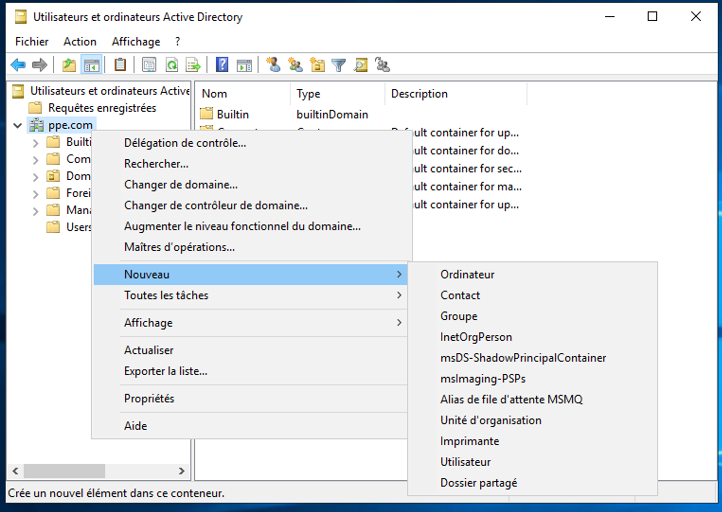 Utilisateurs et ordinateurs Active Directory
Fichier Action Affichage ?
Utilisateurs et ordinateurs Active
Requêtes enregistrées
ppe.com
Builti
Com
Dom
Forei
Mana
Users
Nom Type Description
Builtin builtinDomain
Default container for up...
Default container for do...
Default container for sec...
Default container for ma...
Default container for up...
Délégation de contrôle...
Rechercher...
Changer de domaine...
Changer de contrôleur de domaine...
Augmenter le niveau fonctionnel du domaine...
Maîtres d'opérations...
Nouveau
Toutes les tâches
Affichage
Actualiser
Exporter la liste...
Propriétés
Aide
Ordinateur
Contact
Groupe
InetOrgPerson
msDS-ShadowPrincipalContainer
msImaging-PSPs
Alias de file d'attente MSMQ
Unité d'organisation
Imprimante
Utilisateur
Dossier partagé
Crée un nouvel élément dans ce conteneur.